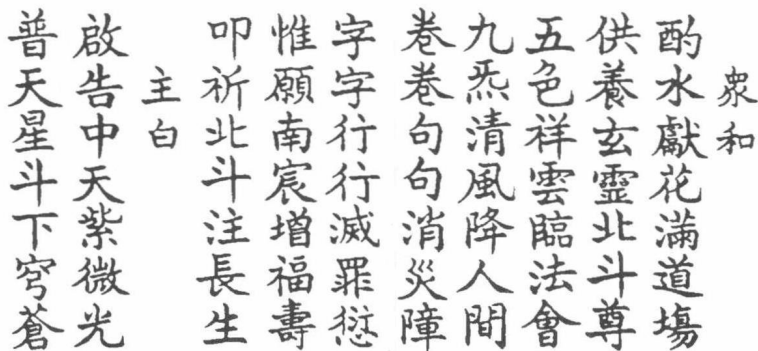 眾和
酌水獻花滿道場
供養玄靈北斗尊
五色祥雲臨法會
九炁清風降人間
卷卷句句消災障
字字行行滅罪愆
惟願南宸增福壽
叩祈北斗注長生
主白
啟告中天紫微光
普天星斗下穹蒼